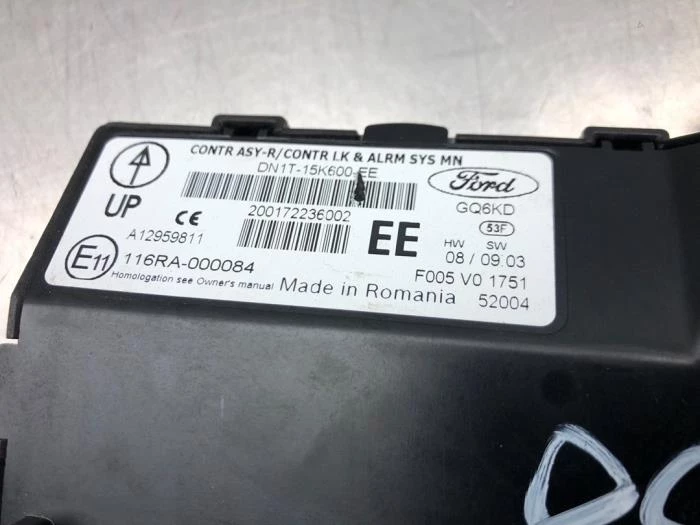 CONTR ASY-R/CONTR LK & ALRM SYS MN
DN1T-15K600-EE
Ford
GQ6KD
UP
CE
200172236002
EE
53F
HW SW
A12959811
08 / 09.03
E11
116RA-000084
F005 V0 1751
Homologation see Owner's manual
Made in Romania
52004